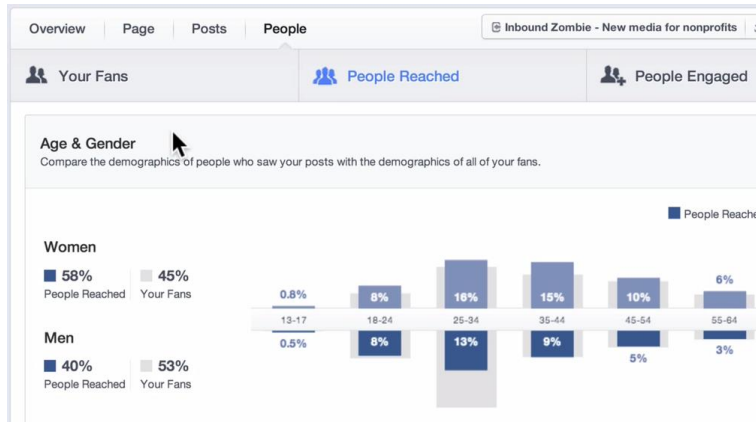 Overview Page Posts People Inbound Zombie - New media for nonprofits
Your Fans People Reached People Engaged
Age & Gender
Compare the demographics of people who saw your posts with the demographics of all of your fans.
People Reache
Women
58% 45%
People Reached Your Fans
Men
40% 53%
People Reached Your Fans
0.8% 8% 16% 15% 10% 6%
13-17 18-24 25-34 35-44 45-54 55-64
0.5% 8% 13% 9% 5% 3%